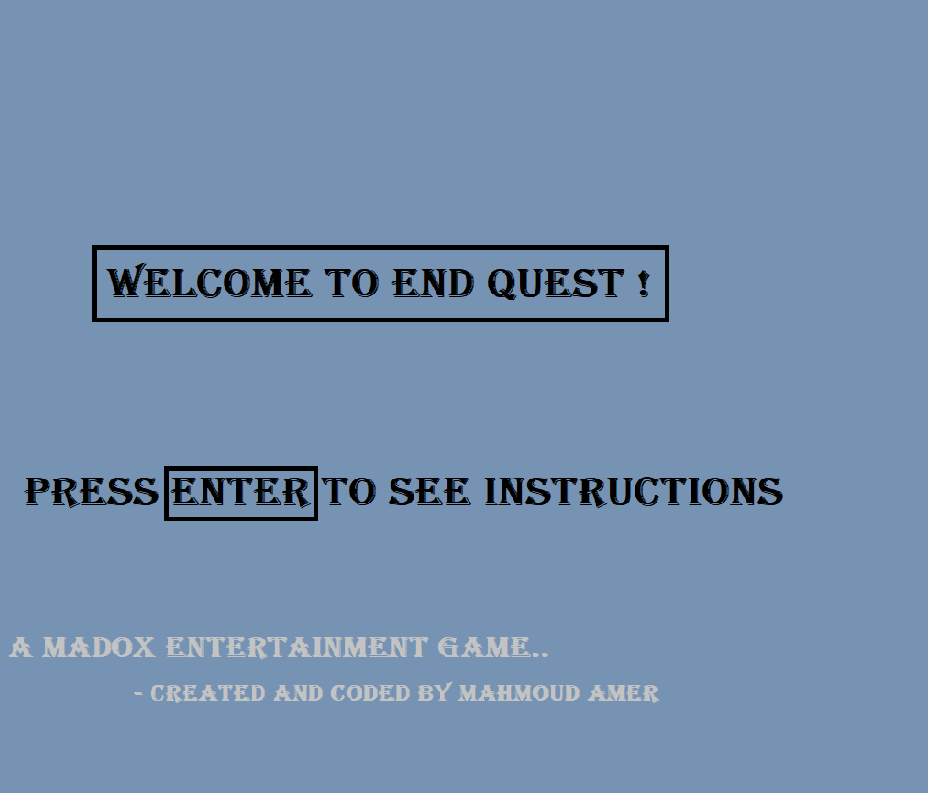 WELCOME TO END QUEST !
PRESS ENTER TO SEE INSTRUCTIONS
A MADOX ENTERTAINMENT GAME..
- CREATED AND CODED BY MAHMOUD AMER